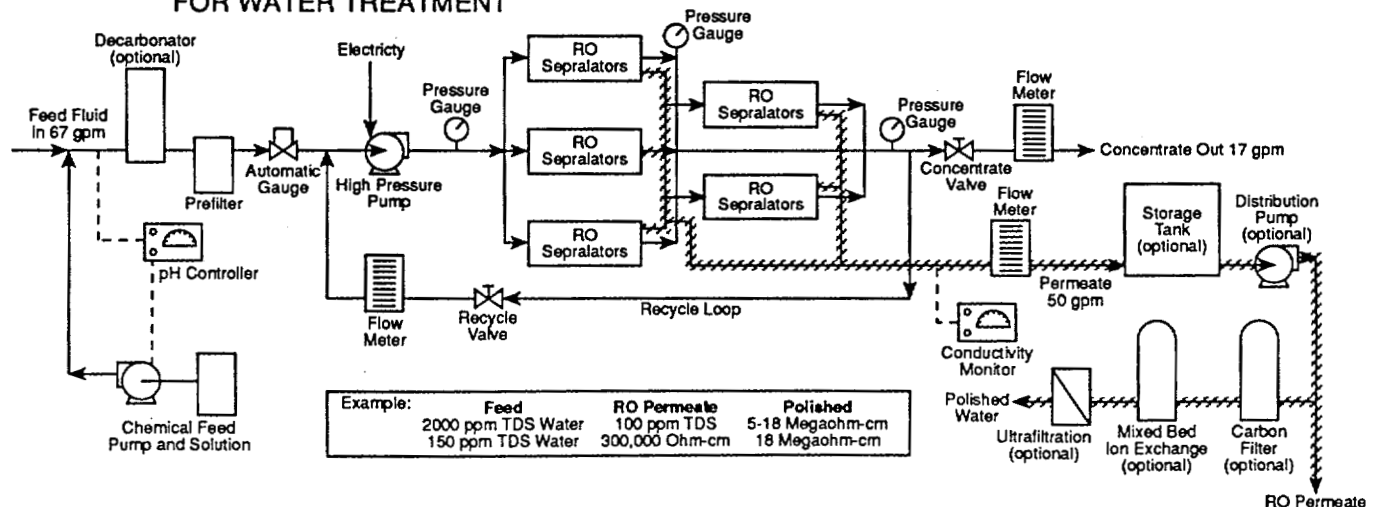 FOR WATER TREATMENT
Decarbonator
(optional)
Electricty
Pressure
Gauge
Feed Fluid
In 67 gpm
Prefilter
Automatic
Gauge
High Pressure
Pump
Pressure
Gauge
RO
Sepralators
RO
Sepralators
RO
Sepralators
RO
Sepralators
RO
Sepralators
Pressure
Gauge
Concentrate
Valve
Flow
Meter
Concentrate Out 17 gpm
pH Controller
Chemical Feed
Pump and Solution
Flow
Meter
Recycle
Valve
Recycle Loop
Flow
Meter
Permeate
50 gpm
Storage
Tank
(optional)
Distribution
Pump
(optional)
Conductivity
Monitor
Polished
Water
Ultrafiltration
(optional)
Mixed Bed
Ion Exchange
(optional)
Carbon
Filter
(optional)
RO Permeate
Example: Feed RO Permeate Polished
2000 ppm TDS Water 100 ppm TDS 5-18 Megaohm-cm
150 ppm TDS Water 300,000 Ohm-cm 18 Megaohm-cm